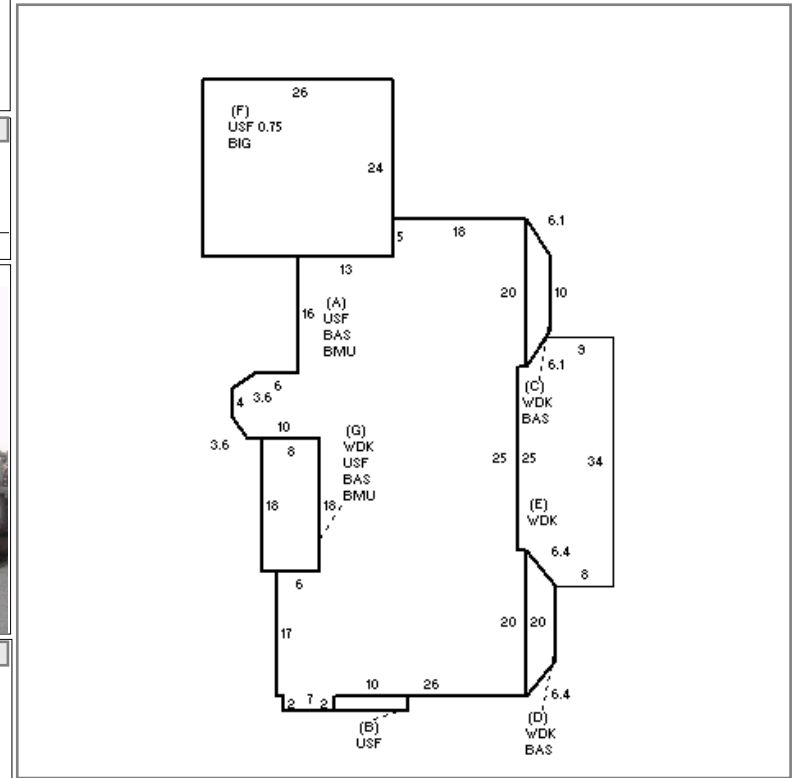 26
(F)
USF 0.75
BIG
24
6.1
5
18
13
20
10
16
(A)
USF
BAS
BMU
9
6.1
6
(C)
WDK
BAS
4
3.6
10
(G)
WDK
USF
BAS
BMU
3.6
8
25
25
34
18
18
(E)
WDK
6.4
8
6
20
20
17
10
26
2
7
2
6.4
(B)
USF
(D)
WDK
BAS